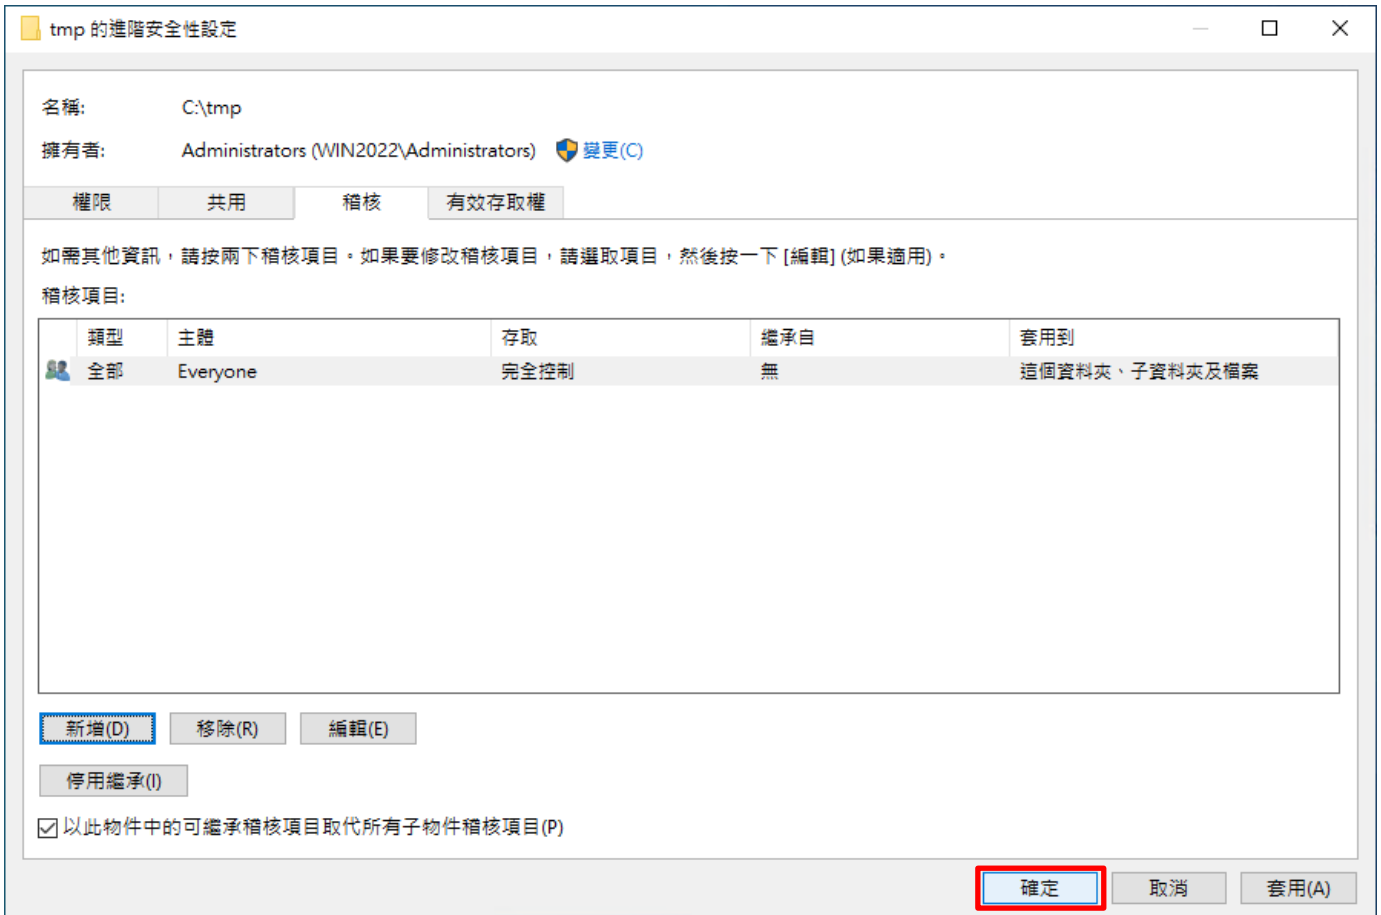 tmp 的進階安全性設定
名稱: C:\tmp
擁有者: Administrators (WIN2022\Administrators) 變更(C)
權限 共用 稽核 有效存取權
如需其他資訊，請按兩下稽核項目。如果要修改稽核項目，請選取項目，然後按一下 [編輯] (如果適用)。
稽核項目:
類型 主體 存取 繼承自 套用到
全部 Everyone 完全控制 無 這個資料夾、子資料夾及檔案
新增(D) 移除(R) 編輯(E)
停用繼承(I)
以此物件中的可繼承稽核項目取代所有子物件稽核項目(P)
確定 取消 套用(A)